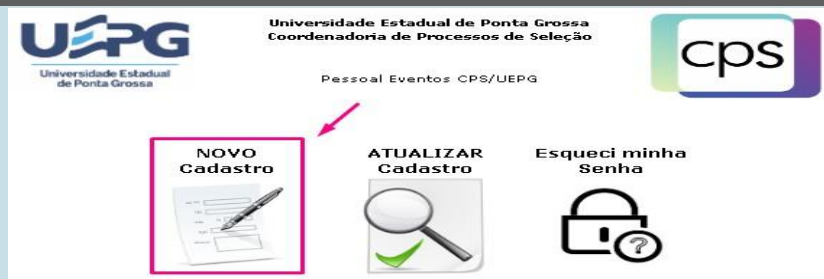 UEPG
Universidade Estadual
de Ponta Grossa
Universidade Estadual de Ponta Grossa
Coordenadoria de Processos de Seleção
Pessoal Eventos CPS/UEPG
cps
NOVO
Cadastro
ATUALIZAR
Cadastro
Esqueci minha
Senha
?